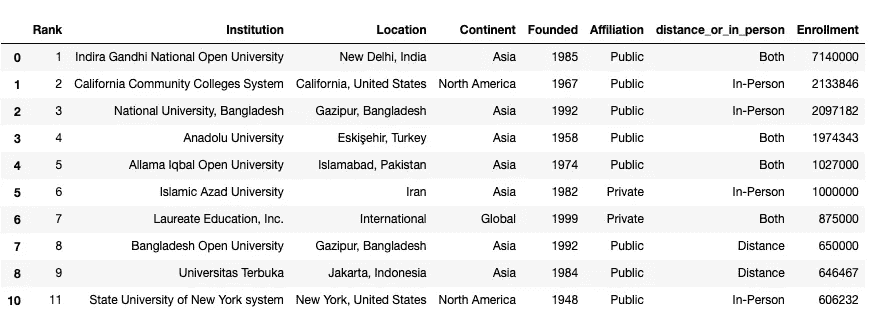 Rank Institution Location Continent Founded Affiliation distance_or_in_person Enrollment
0 1 Indira Gandhi National Open University New Delhi, India Asia 1985 Public Both 7140000
1 2 California Community Colleges System California, United States North America 1967 Public In-Person 2133846
2 3 National University, Bangladesh Gazipur, Bangladesh Asia 1992 Public In-Person 2097182
3 4 Anadolu University Eskişehir, Turkey Asia 1958 Public Both 1974343
4 5 Allama Iqbal Open University Islamabad, Pakistan Asia 1974 Public Both 1027000
5 6 Islamic Azad University Iran Asia 1982 Private In-Person 1000000
6 7 Laureate Education, Inc. International Global 1999 Private Both 875000
7 8 Bangladesh Open University Gazipur, Bangladesh Asia 1992 Public Distance 650000
8 9 Universitas Terbuka Jakarta, Indonesia Asia 1984 Public Distance 646467
10 11 State University of New York system New York, United States North America 1948 Public In-Person 606232